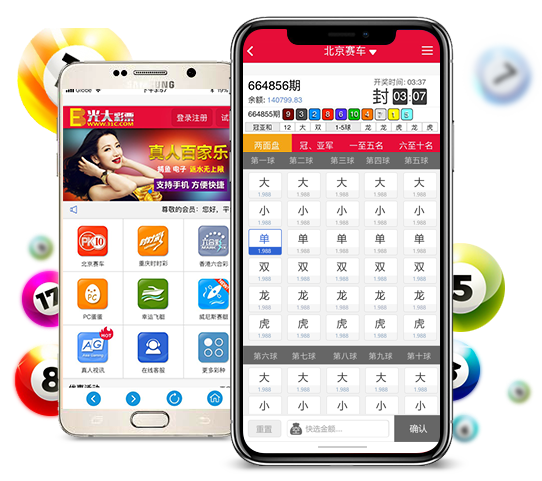 SAMSUNG
Globe
光大彩票
WWW.31C.COM
登录注册
试
真人百家乐
捕鱼 电子 返水无上限
支持手机 方便快捷
尊敬的会员：您好，平
PK10
时时彩
六合彩
北京赛车
重庆时时彩
香港六合彩
PC
NEW
PC蛋蛋
幸运飞艇
威尼斯赛艇
AG
HOT
真人视讯
在线客服
更多彩种
优惠活动
北京赛车
664856期
开奖时间: 03:37
余额: 140799.83
封 03:07
664855期
9 3 2 8 6 10 4 7 1 5
冠亚和 12 大 双 1-5球 龙 龙 虎 龙 虎
两面盘 冠、亚军 一至五名 六至十名
第一球 第二球 第三球 第四球 第五球
大 大 大 大 大
1.988 1.988 1.988 1.988 1.988
小 小 小 小 小
1.988 1.988 1.988 1.988 1.988
单 单 单 单 单
1.988 1.988 1.988 1.988 1.988
双 双 双 双 双
1.988 1.988 1.988 1.988 1.988
龙 龙 龙 龙 龙
1.988 1.988 1.988 1.988 1.988
虎 虎 虎 虎 虎
1.988 1.988 1.988 1.988 1.988
第六球 第七球 第八球 第九球 第十球
大 大 大 大 大
1.988 1.988 1.988 1.988 1.988
小 小 小 小 小
重置
快选金额...
确认
17
8
5